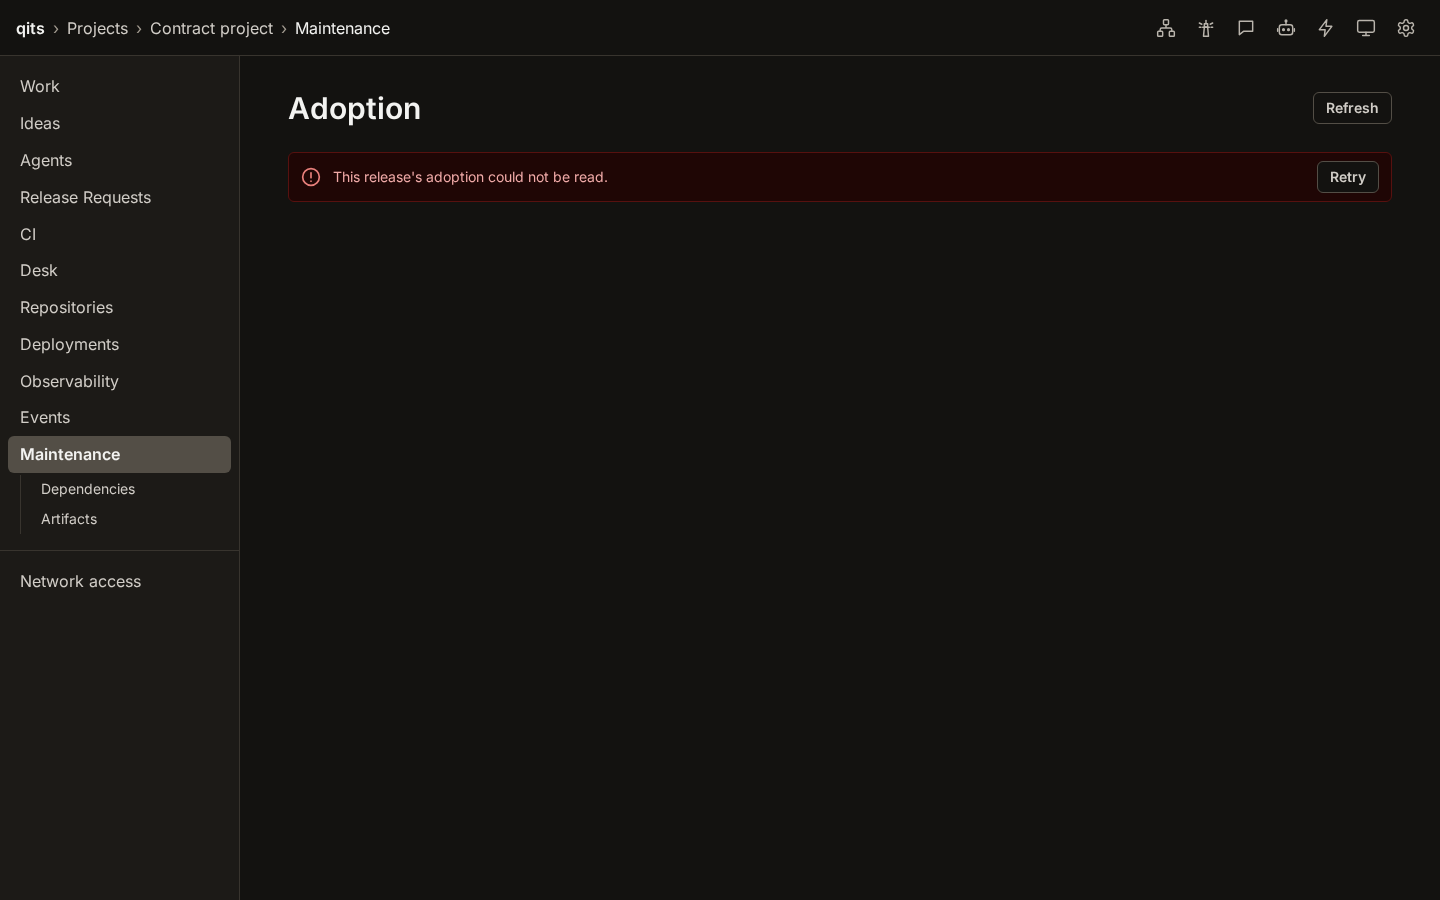 qits › Projects › Contract project › Maintenance
Work
Ideas
Agents
Release Requests
CI
Desk
Repositories
Deployments
Observability
Events
Maintenance
Dependencies
Artifacts
Network access
Adoption
Refresh
This release's adoption could not be read.
Retry